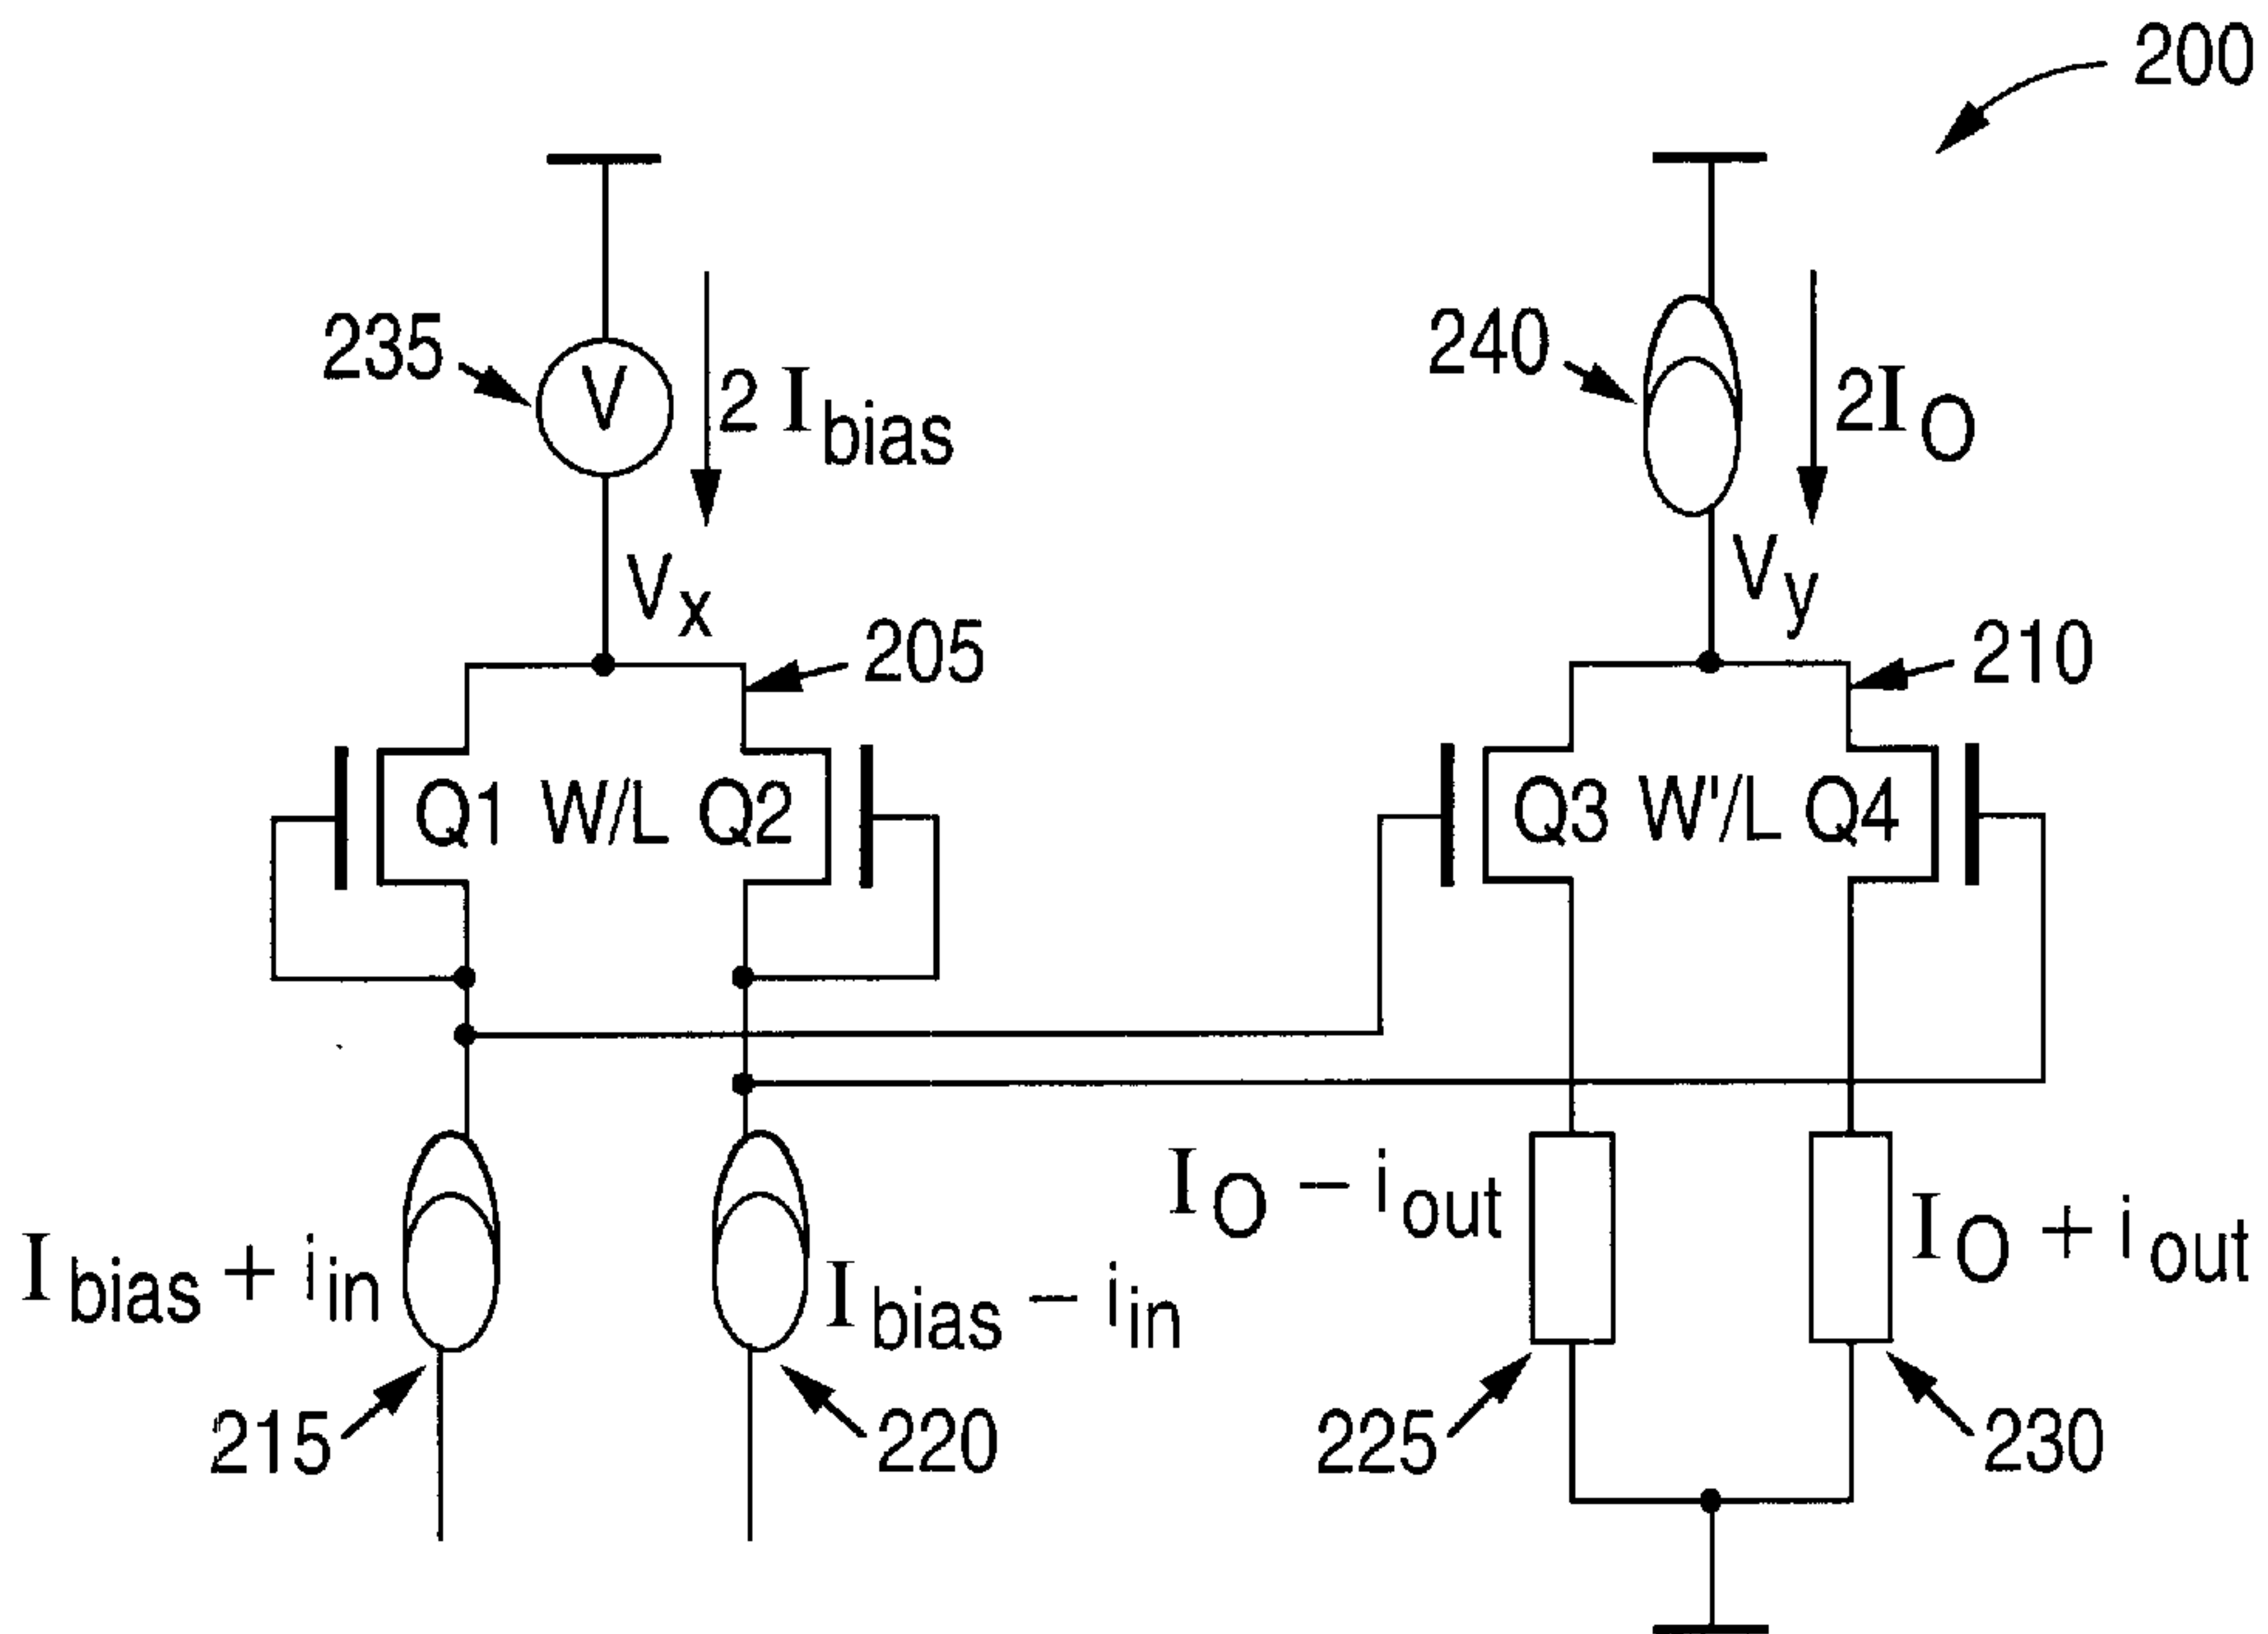 200
235
V
2 I bias
240
2I O
V x
V y
205
210
Q1 W/L Q2
Q3 W'/L Q4
I bias + i in
I bias − i in
I O − i out
I O + i out
215
220
225
230